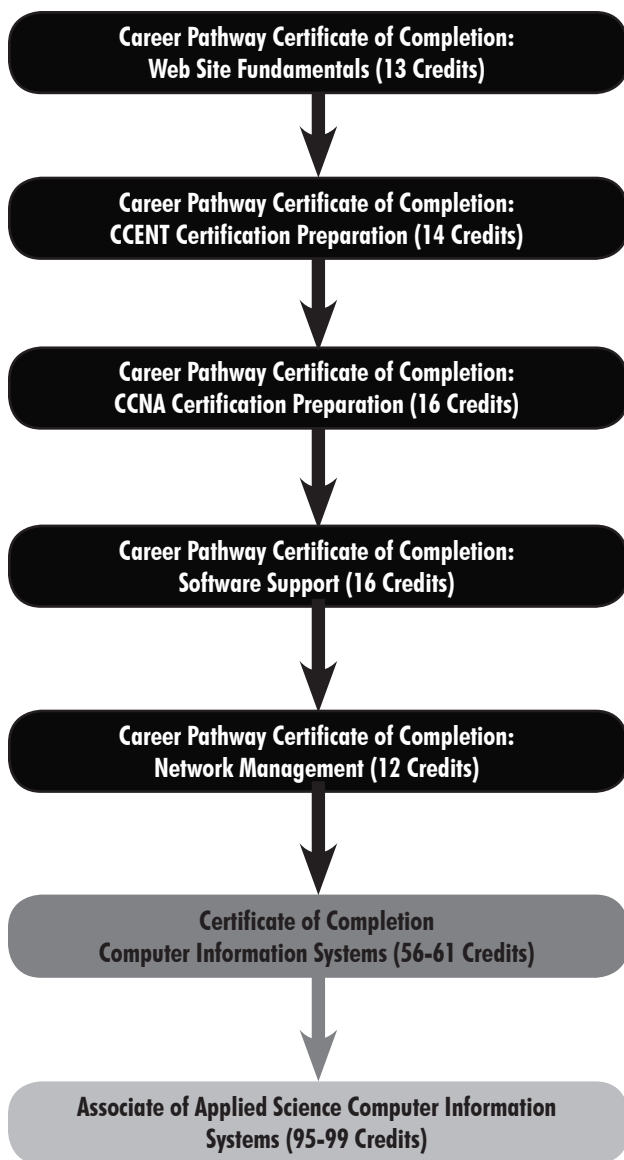 Career Pathway Certificate of Completion:
Web Site Fundamentals (13 Credits)
Career Pathway Certificate of Completion:
CCENT Certification Preparation (14 Credits)
Career Pathway Certificate of Completion:
CCNA Certification Preparation (16 Credits)
Career Pathway Certificate of Completion:
Software Support (16 Credits)
Career Pathway Certificate of Completion:
Network Management (12 Credits)
Certificate of Completion
Computer Information Systems (56-61 Credits)
Associate of Applied Science Computer Information
Systems (95-99 Credits)